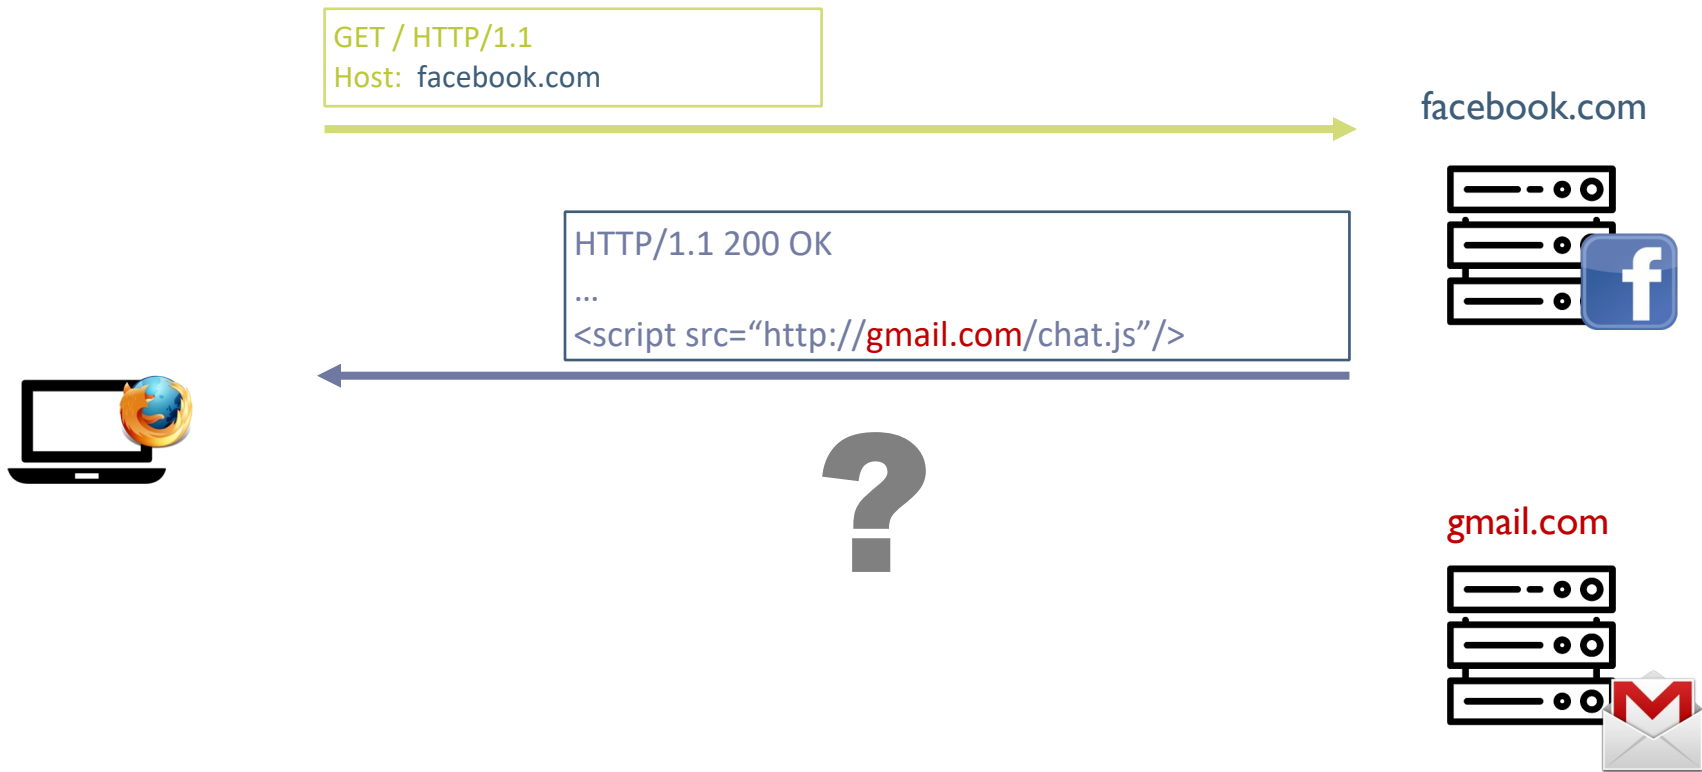 GET / HTTP/1.1
Host: facebook.com
facebook.com
HTTP/1.1 200 OK
...
<script src=“http://gmail.com/chat.js”/>
?
gmail.com